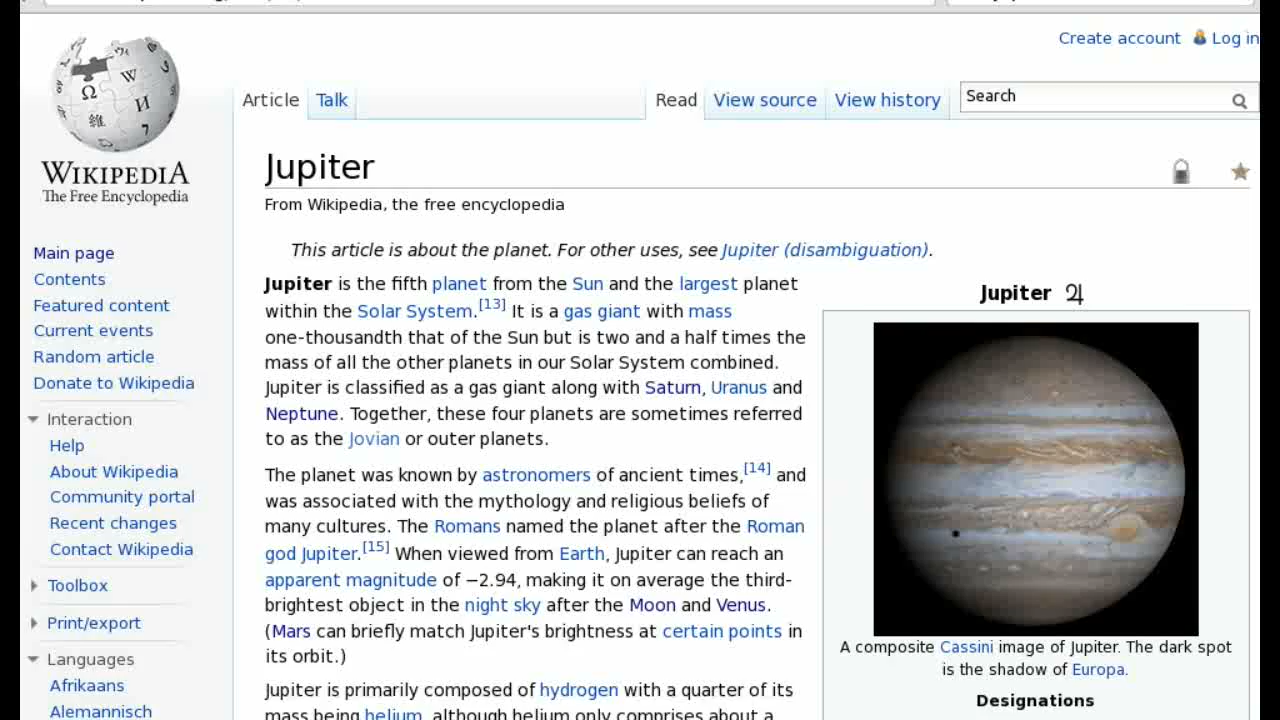 Create account Log in
Article Talk Read View source View history Search
WIKIPEDIA
The Free Encyclopedia
Main page
Contents
Featured content
Current events
Random article
Donate to Wikipedia
Interaction
Help
About Wikipedia
Community portal
Recent changes
Contact Wikipedia
Toolbox
Print/export
Languages
Afrikaans
Alemannisch
Jupiter
From Wikipedia, the free encyclopedia
This article is about the planet. For other uses, see Jupiter (disambiguation).
Jupiter is the fifth planet from the Sun and the largest planet
within the Solar System.[13] It is a gas giant with mass
one-thousandth that of the Sun but is two and a half times the
mass of all the other planets in our Solar System combined.
Jupiter is classified as a gas giant along with Saturn, Uranus and
Neptune. Together, these four planets are sometimes referred
to as the Jovian or outer planets.
The planet was known by astronomers of ancient times,[14] and
was associated with the mythology and religious beliefs of
many cultures. The Romans named the planet after the Roman
god Jupiter.[15] When viewed from Earth, Jupiter can reach an
apparent magnitude of −2.94, making it on average the third-
brightest object in the night sky after the Moon and Venus.
(Mars can briefly match Jupiter's brightness at certain points in
its orbit.)
Jupiter is primarily composed of hydrogen with a quarter of its
mass being helium, although helium only comprises about a
Jupiter ♃
A composite Cassini image of Jupiter. The dark spot
is the shadow of Europa.
Designations